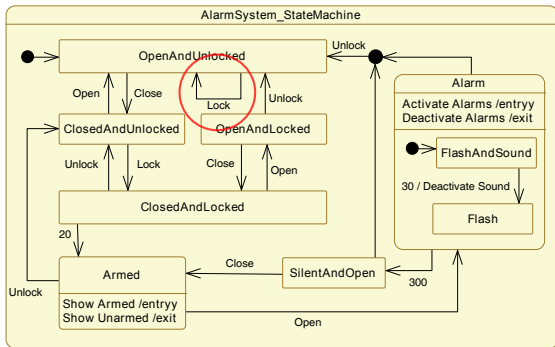 AlarmSystem_StateMachine
OpenAndUnlocked
Unlock
Alarm
Activate Alarms /entryy
Deactivate Alarms /exit
FlashAndSound
30 / Deactivate Sound
Flash
Open
Close
Lock
Unlock
ClosedAndUnlocked
OpenAndLocked
Unlock
Lock
Close
Open
ClosedAndLocked
20
Armed
Show Armed /entryy
Show Unarmed /exit
Close
SilentAndOpen
300
Unlock
Open